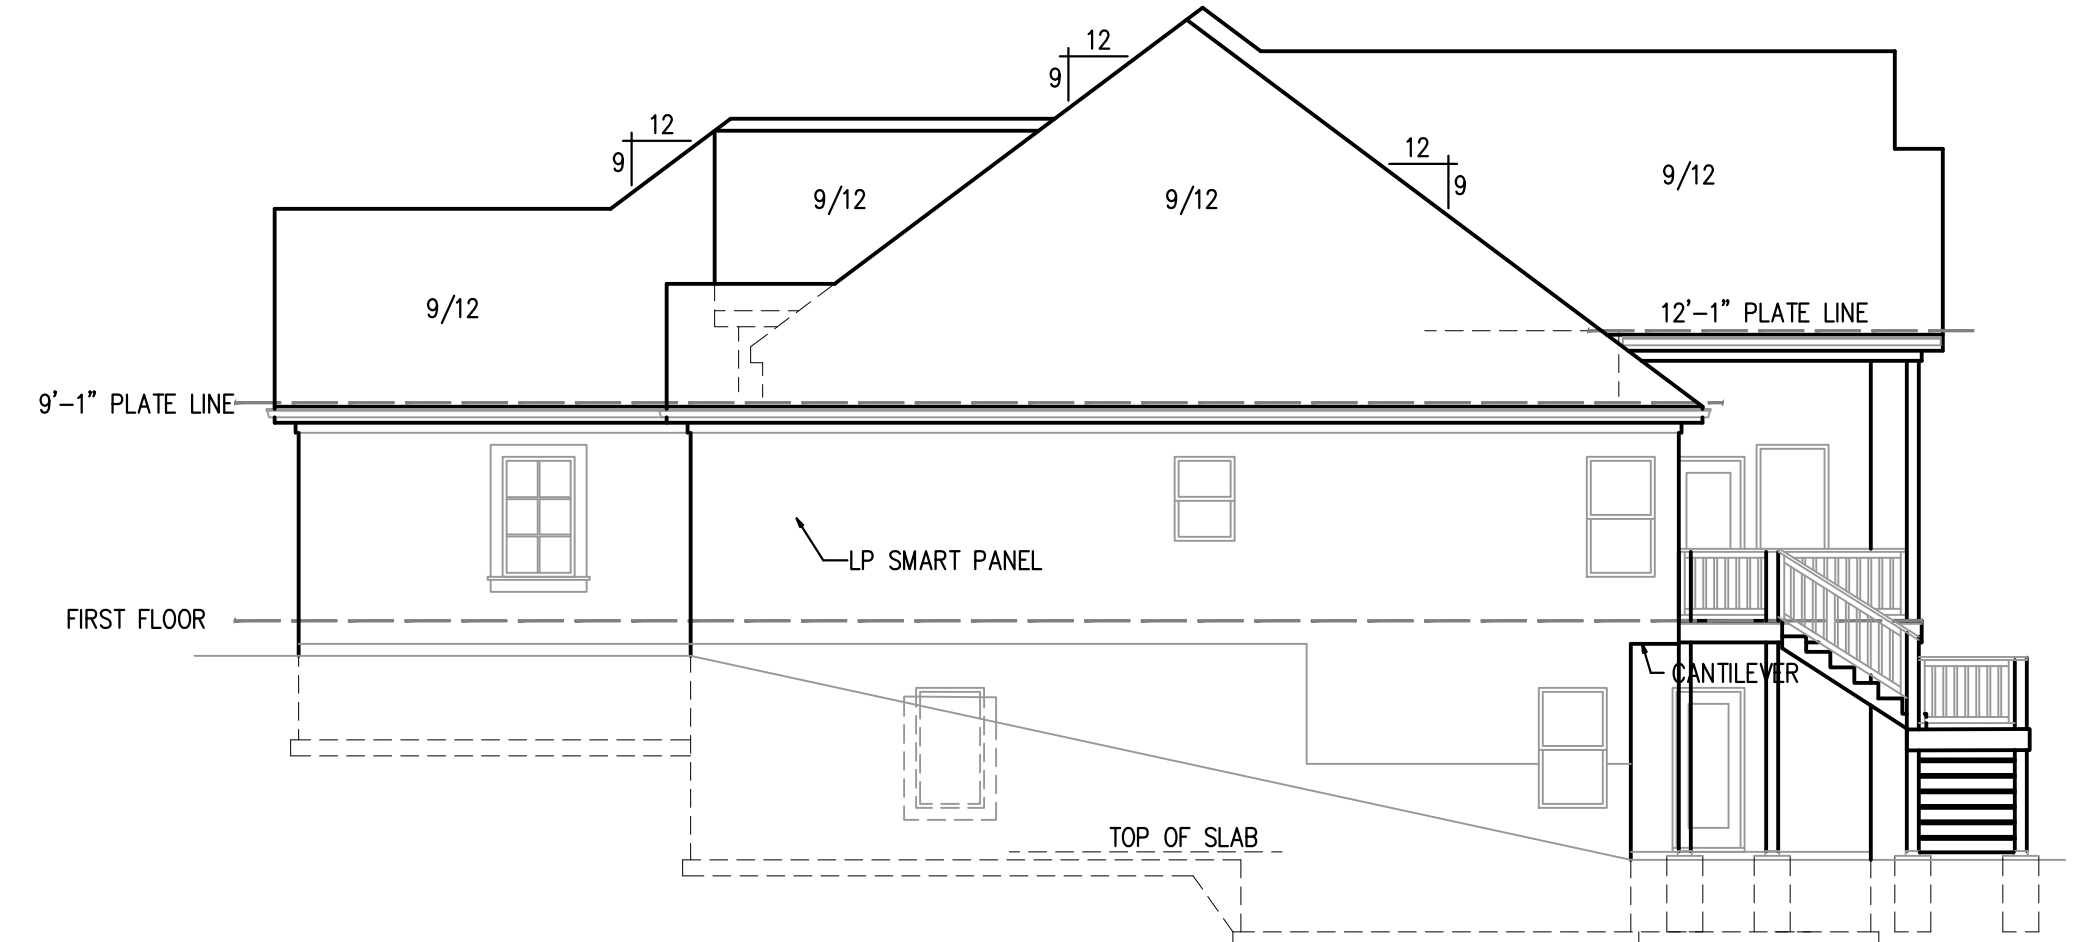 12
9
12
9
12
9
9/12
9/12
9/12
9/12
12'-1" PLATE LINE
9'-1" PLATE LINE
LP SMART PANEL
FIRST FLOOR
CANTILEVER
TOP OF SLAB